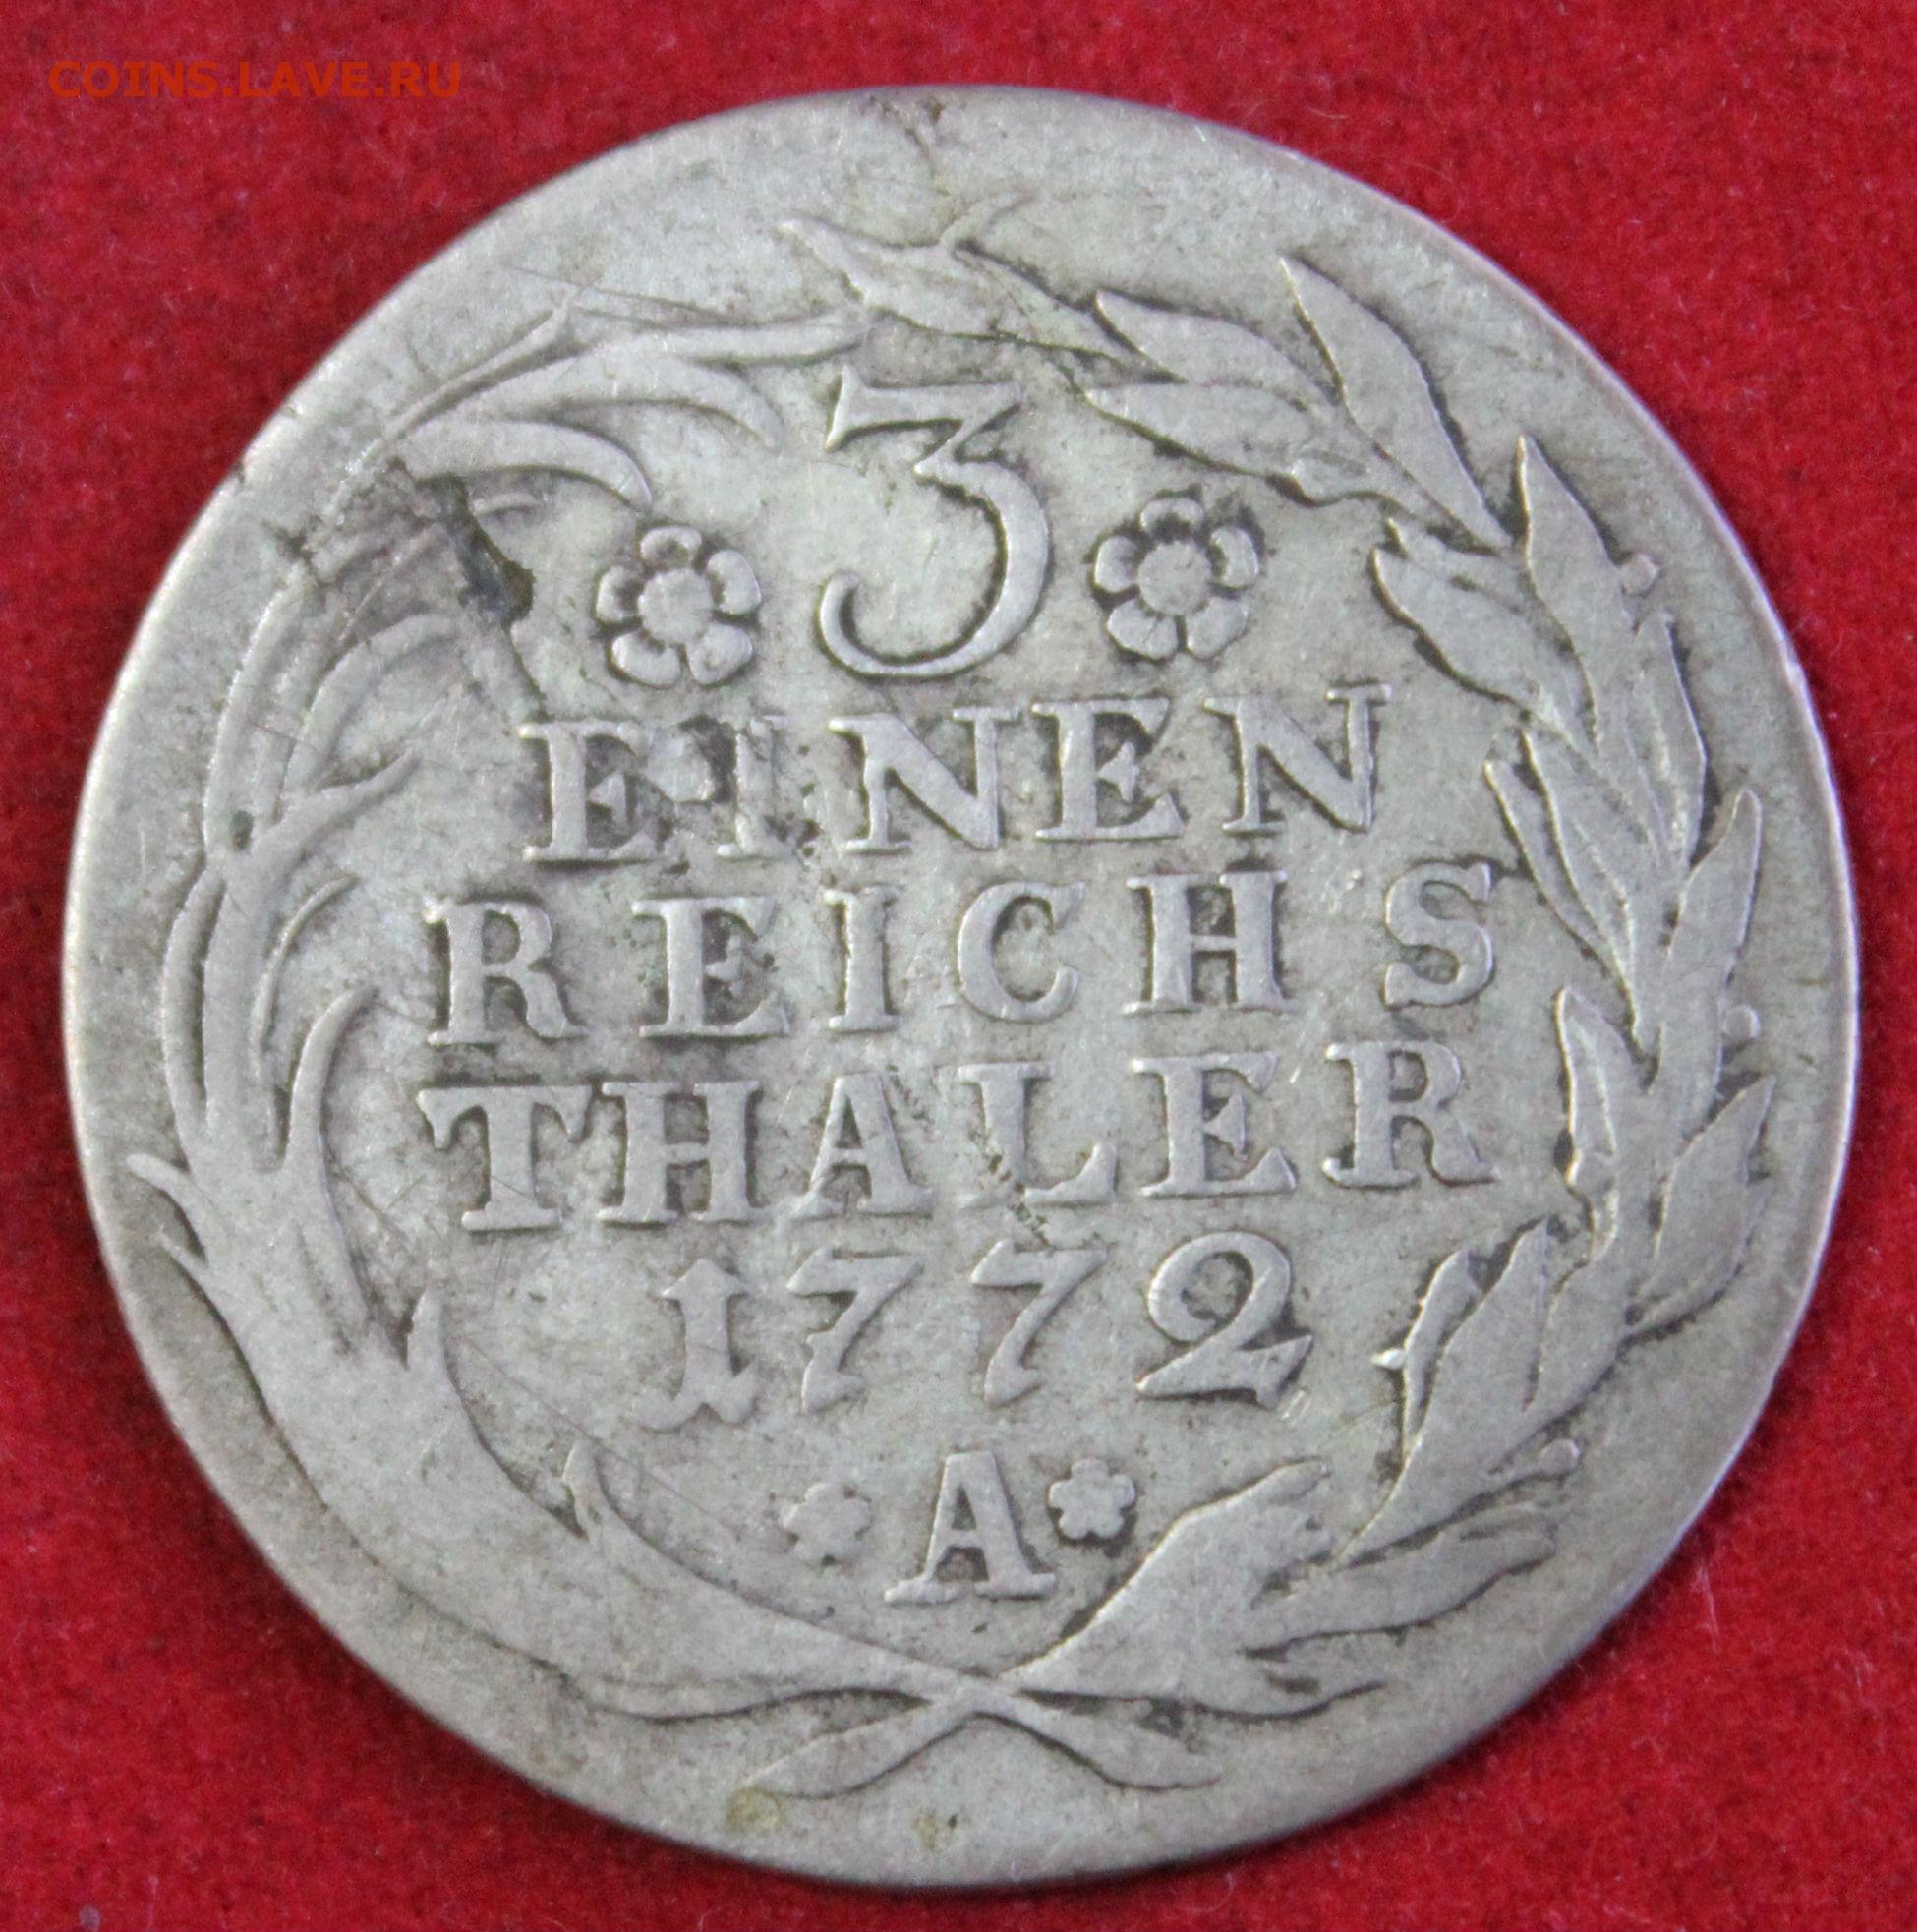 COINS.LAVE.RU
3
EINEN
REICHS
THALER
1772
* A *